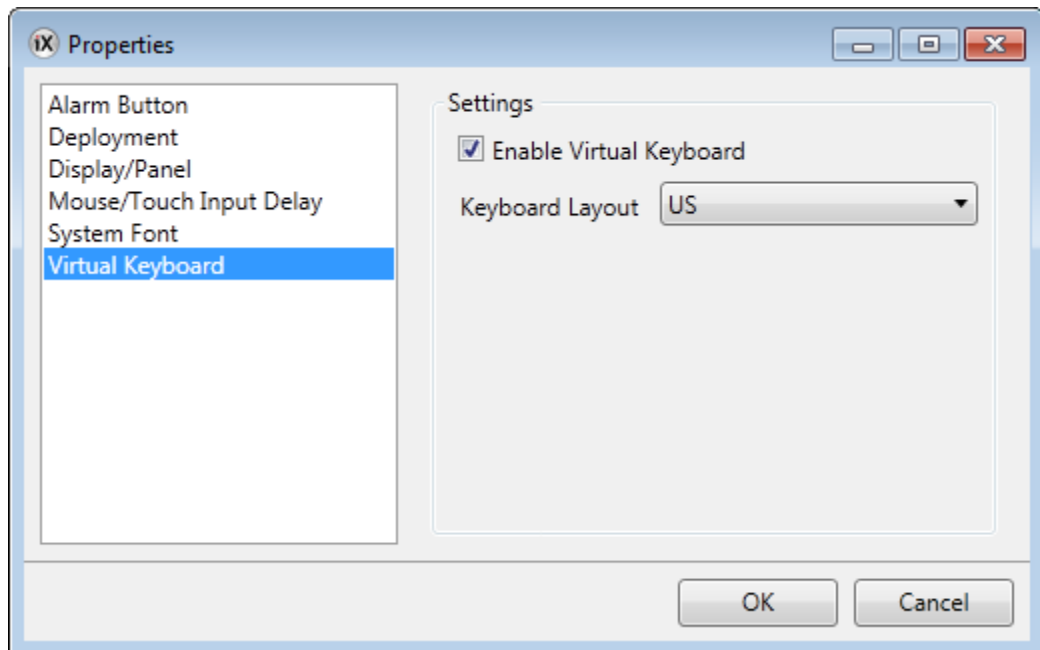 iX Properties
Alarm Button
Deployment
Display/Panel
Mouse/Touch Input Delay
System Font
Virtual Keyboard
Settings
Enable Virtual Keyboard
Keyboard Layout US
OK Cancel